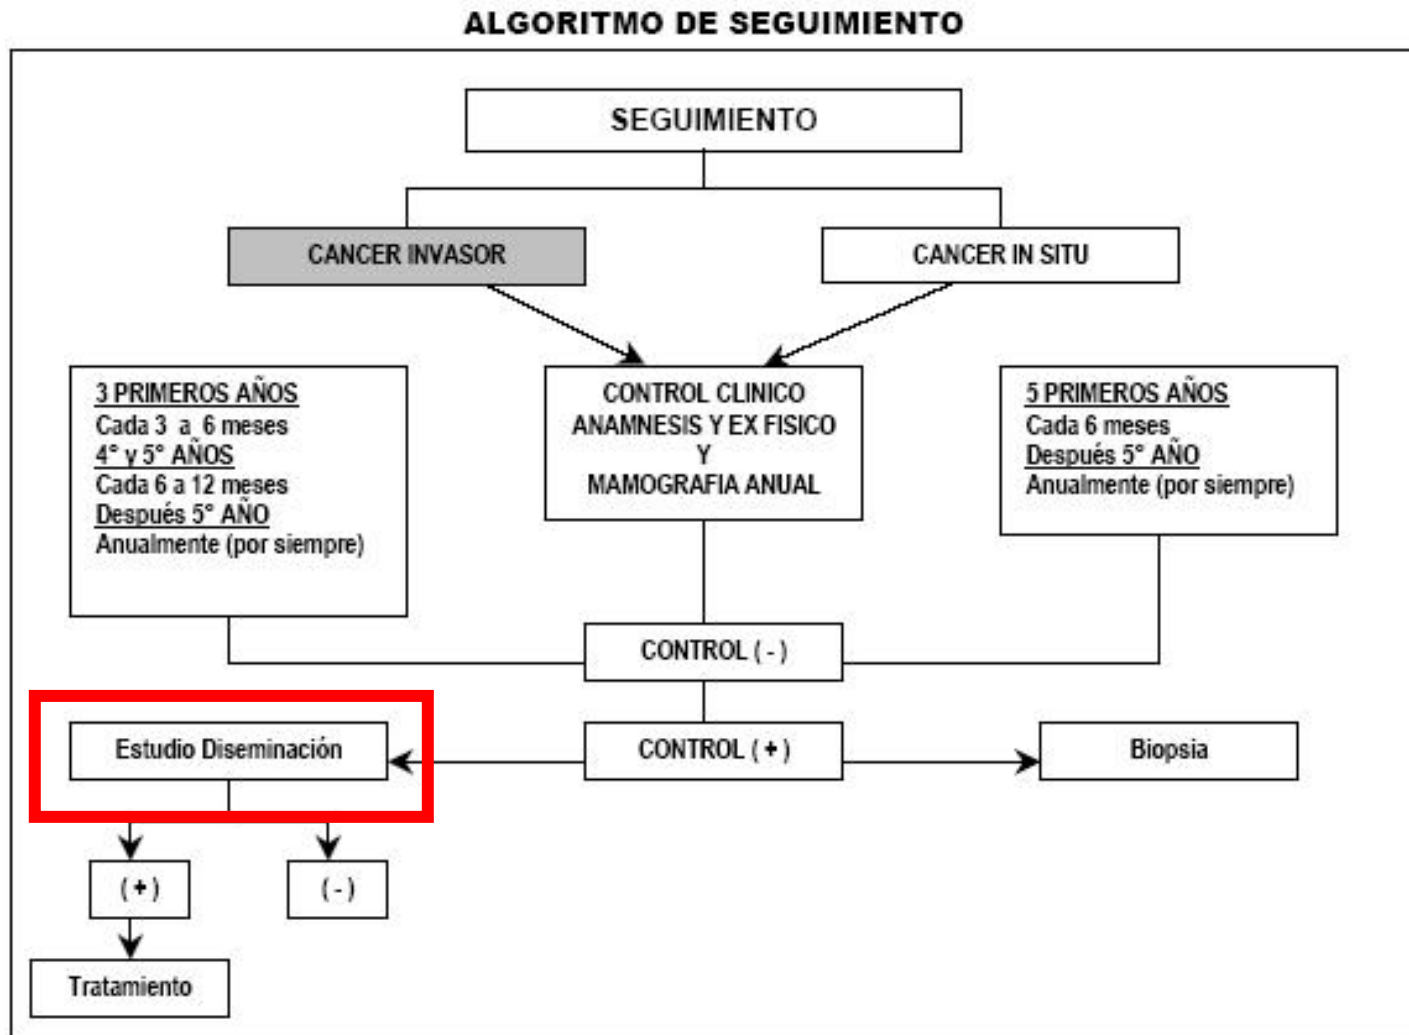 ALGORITMO DE SEGUIMIENTO
SEGUIMIENTO
CANCER INVASOR
CANCER IN SITU
3 PRIMEROS AÑOS
Cada 3 a 6 meses
4° y 5° AÑOS
Cada 6 a 12 meses
Después 5° AÑO
Anualmente (por siempre)
CONTROL CLINICO
ANAMNESIS Y EX FISICO
Y
MAMOGRAFIA ANUAL
5 PRIMEROS AÑOS
Cada 6 meses
Después 5° AÑO
Anualmente (por siempre)
CONTROL ( - )
Estudio Diseminación
CONTROL ( + )
Biopsia
( + )
( - )
Tratamiento